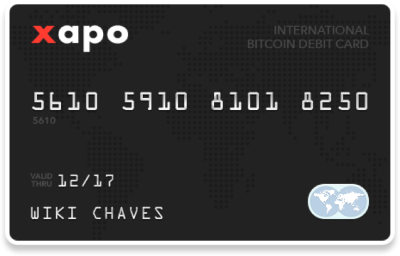 xapo
INTERNATIONAL
BITCOIN DEBIT CARD
5610 5910 8101 8250
5610
VALID
THRU 12/17
WIKI CHAVES